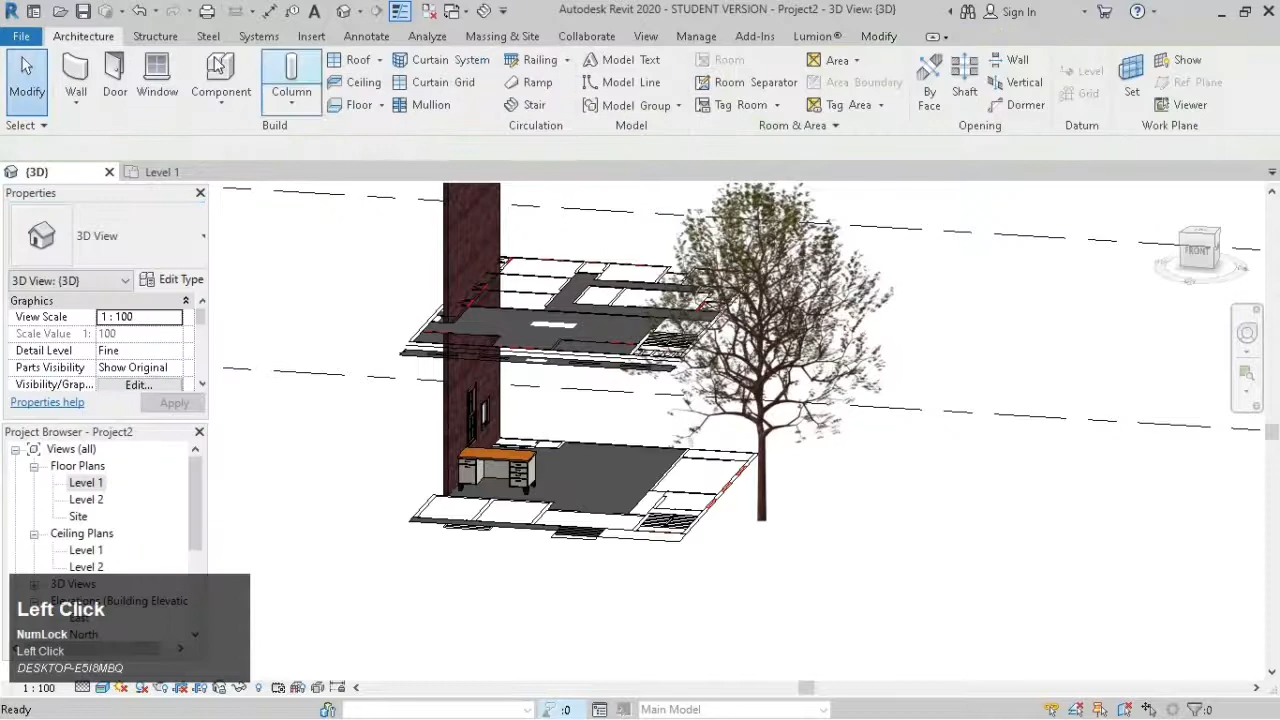 Autodesk Revit 2020 - STUDENT VERSION - Project2 - 3D View: {3D}
Sign In
File Architecture Structure Steel Systems Insert Annotate Analyze Massing & Site Collaborate View Manage Add-Ins Lumion® Modify
Modify
Wall
Door
Window
Component
Column
Roof
Ceiling
Floor
Curtain System
Curtain Grid
Mullion
Railing
Ramp
Stair
Model Text
Model Line
Model Group
Room
Room Separator
Tag Room
Area
Area Boundary
Tag Area
By
Face
Shaft
Wall
Vertical
Dormer
Level
Grid
Set
Show
Ref Plane
Viewer
Select
Build
Circulation
Model
Room & Area
Opening
Datum
Work Plane
{3D}
Level 1
Properties
3D View
3D View: {3D}
Edit Type
Graphics
View Scale 1 : 100
Scale Value 1: 100
Detail Level Fine
Parts Visibility Show Original
Visibility/Grap... Edit...
Properties help
Apply
Project Browser - Project2
Views (all)
Floor Plans
Level 1
Level 2
Site
Ceiling Plans
Level 1
Level 2
3D Views
Elevations (Building Elevatic
East
North
Left Click
NumLock
Left Click
DESKTOP-E5I8MBQ
FRONT
1 : 100
Ready
:0
Main Model
:0